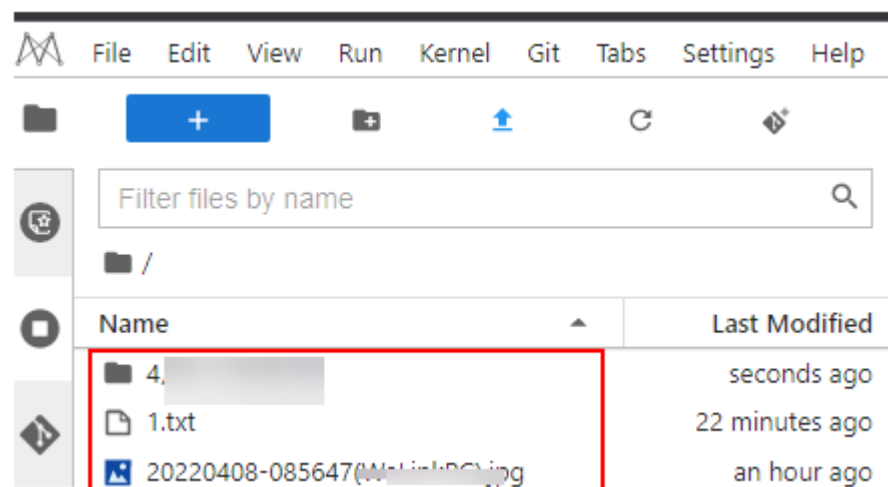 File Edit View Run Kernel Git Tabs Settings Help
+
Filter files by name
/
Name Last Modified
4, seconds ago
1.txt 22 minutes ago
20220408-085647( jpg an hour ago